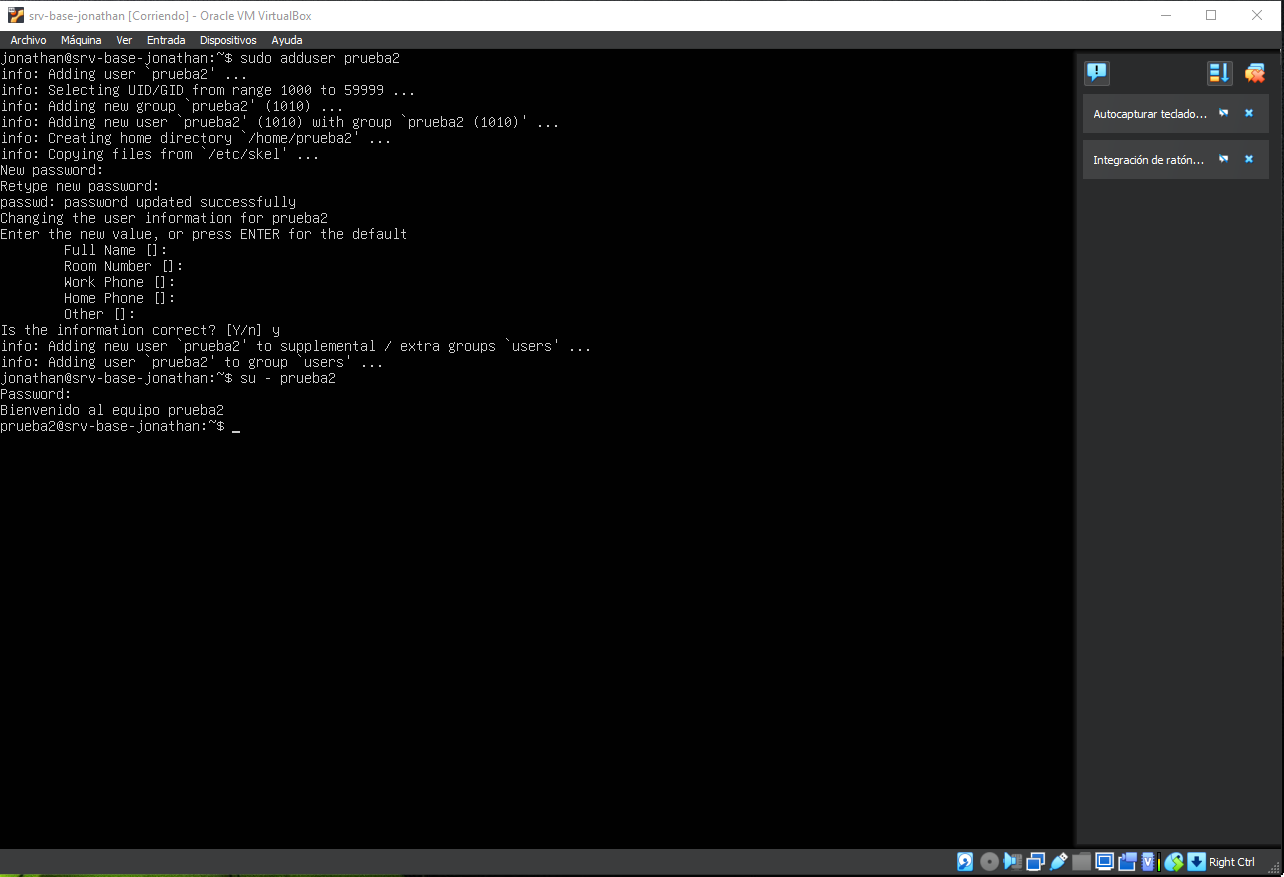 srv-base-jonathan [Corriendo] - Oracle VM VirtualBox
Archivo Máquina Ver Entrada Dispositivos Ayuda
jonathan@srv-base-jonathan:~$ sudo adduser prueba2
info: Adding user `prueba2' ...
info: Selecting UID/GID from range 1000 to 59999 ...
info: Adding new group `prueba2' (1010) ...
info: Adding new user `prueba2' (1010) with group `prueba2 (1010)' ...
info: Creating home directory `/home/prueba2' ...
info: Copying files from `/etc/skel' ...
New password:
Retype new password:
passwd: password updated successfully
Changing the user information for prueba2
Enter the new value, or press ENTER for the default
Full Name []:
Room Number []:
Work Phone []:
Home Phone []:
Other []:
Is the information correct? [Y/n] y
info: Adding new user `prueba2' to supplemental / extra groups `users' ...
info: Adding user `prueba2' to group `users' ...
jonathan@srv-base-jonathan:~$ su - prueba2
Password:
Bienvenido al equipo prueba2
prueba2@srv-base-jonathan:~$ _
Autocapturar teclado...
Integración de ratón...
Right Ctrl